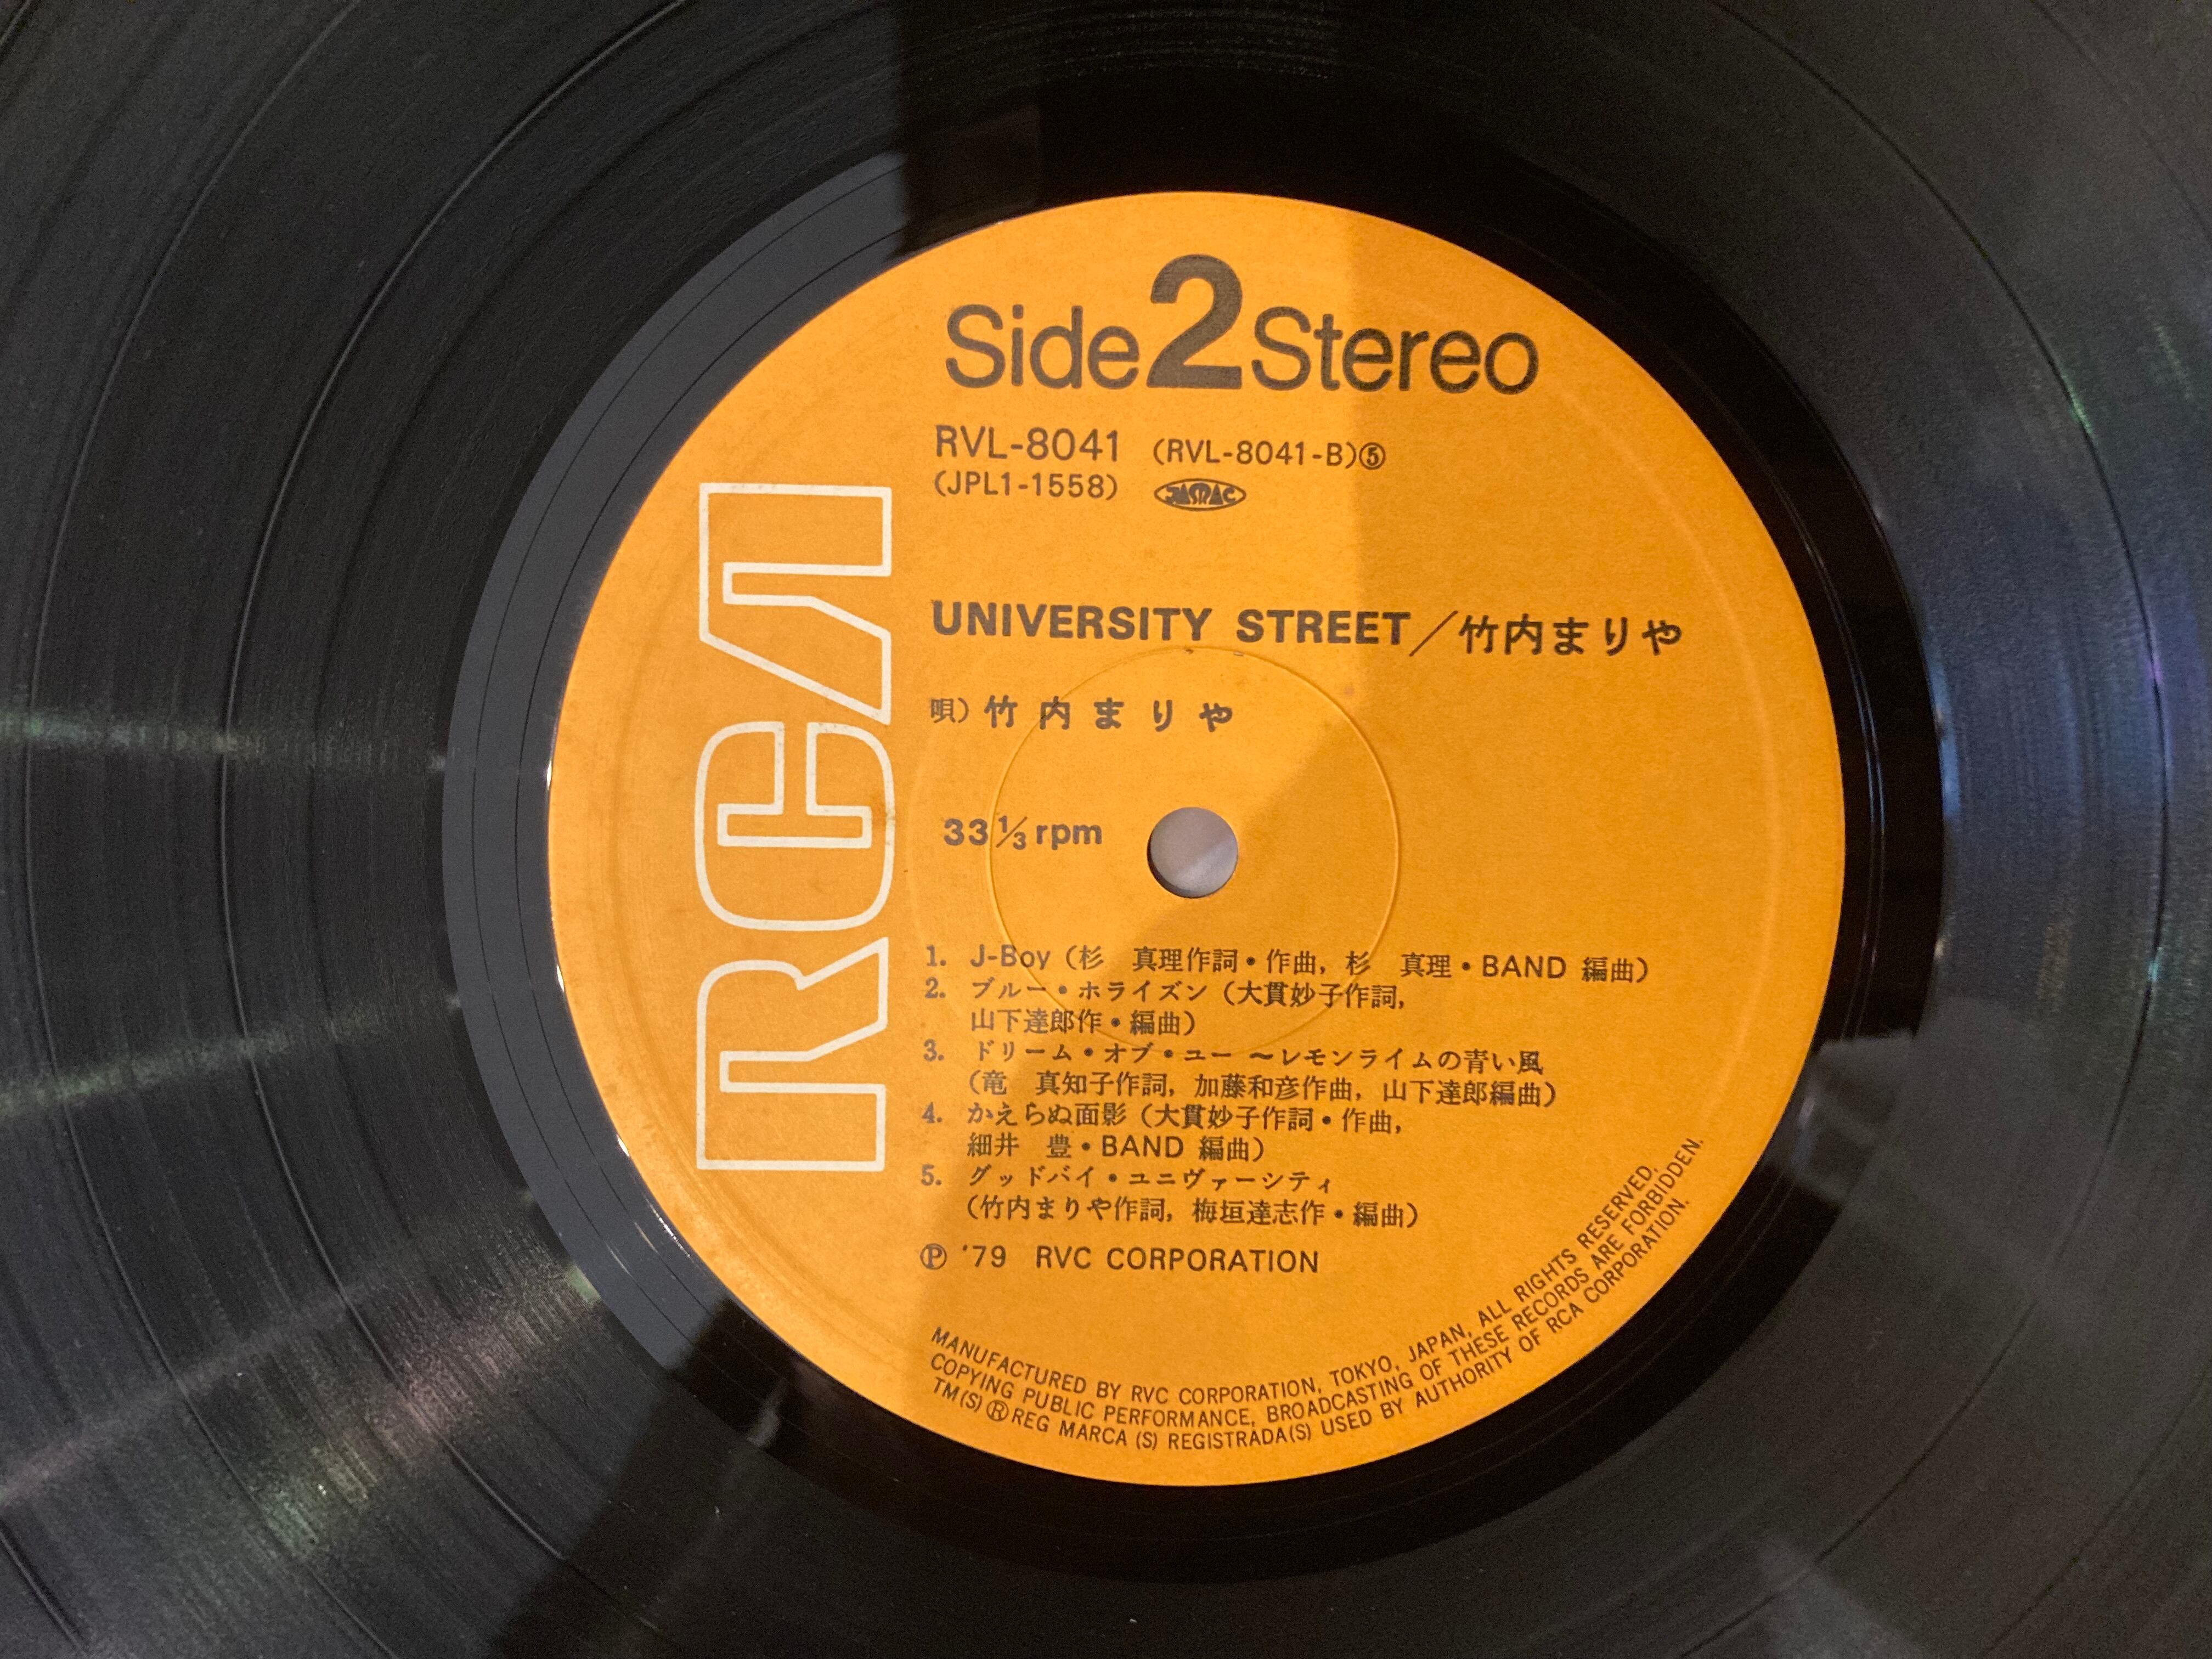 Side 2 Stereo
RVL-8041 (RVL-8041-B)⑤
(JPL1-1558) JASRAC
RCA
UNIVERSITY STREET／竹内まりや
唄）竹内まりや
33⅓rpm
1. J-Boy（杉　真理作詞・作曲，杉　真理・BAND 編曲）
2. ブルー・ホライズン（大貫妙子作詞，
山下達郎作・編曲）
3. ドリーム・オブ・ユー 〜レモンライムの青い風
（竜　真知子作詞，加藤和彦作曲，山下達郎編曲）
4. かえらぬ面影（大貫妙子作詞・作曲，
細井　豊・BAND 編曲）
5. グッドバイ・ユニヴァーシティ
（竹内まりや作詞，梅垣達志作・編曲）
Ⓟ '79 RVC CORPORATION
MANUFACTURED BY RVC CORPORATION, TOKYO, JAPAN, ALL RIGHTS RESERVED.
COPYING PUBLIC PERFORMANCE, BROADCASTING OF THESE RECORDS ARE FORBIDDEN.
TM(S)®REG MARCA (S) REGISTRADA(S) USED BY AUTHORITY OF RCA CORPORATION.